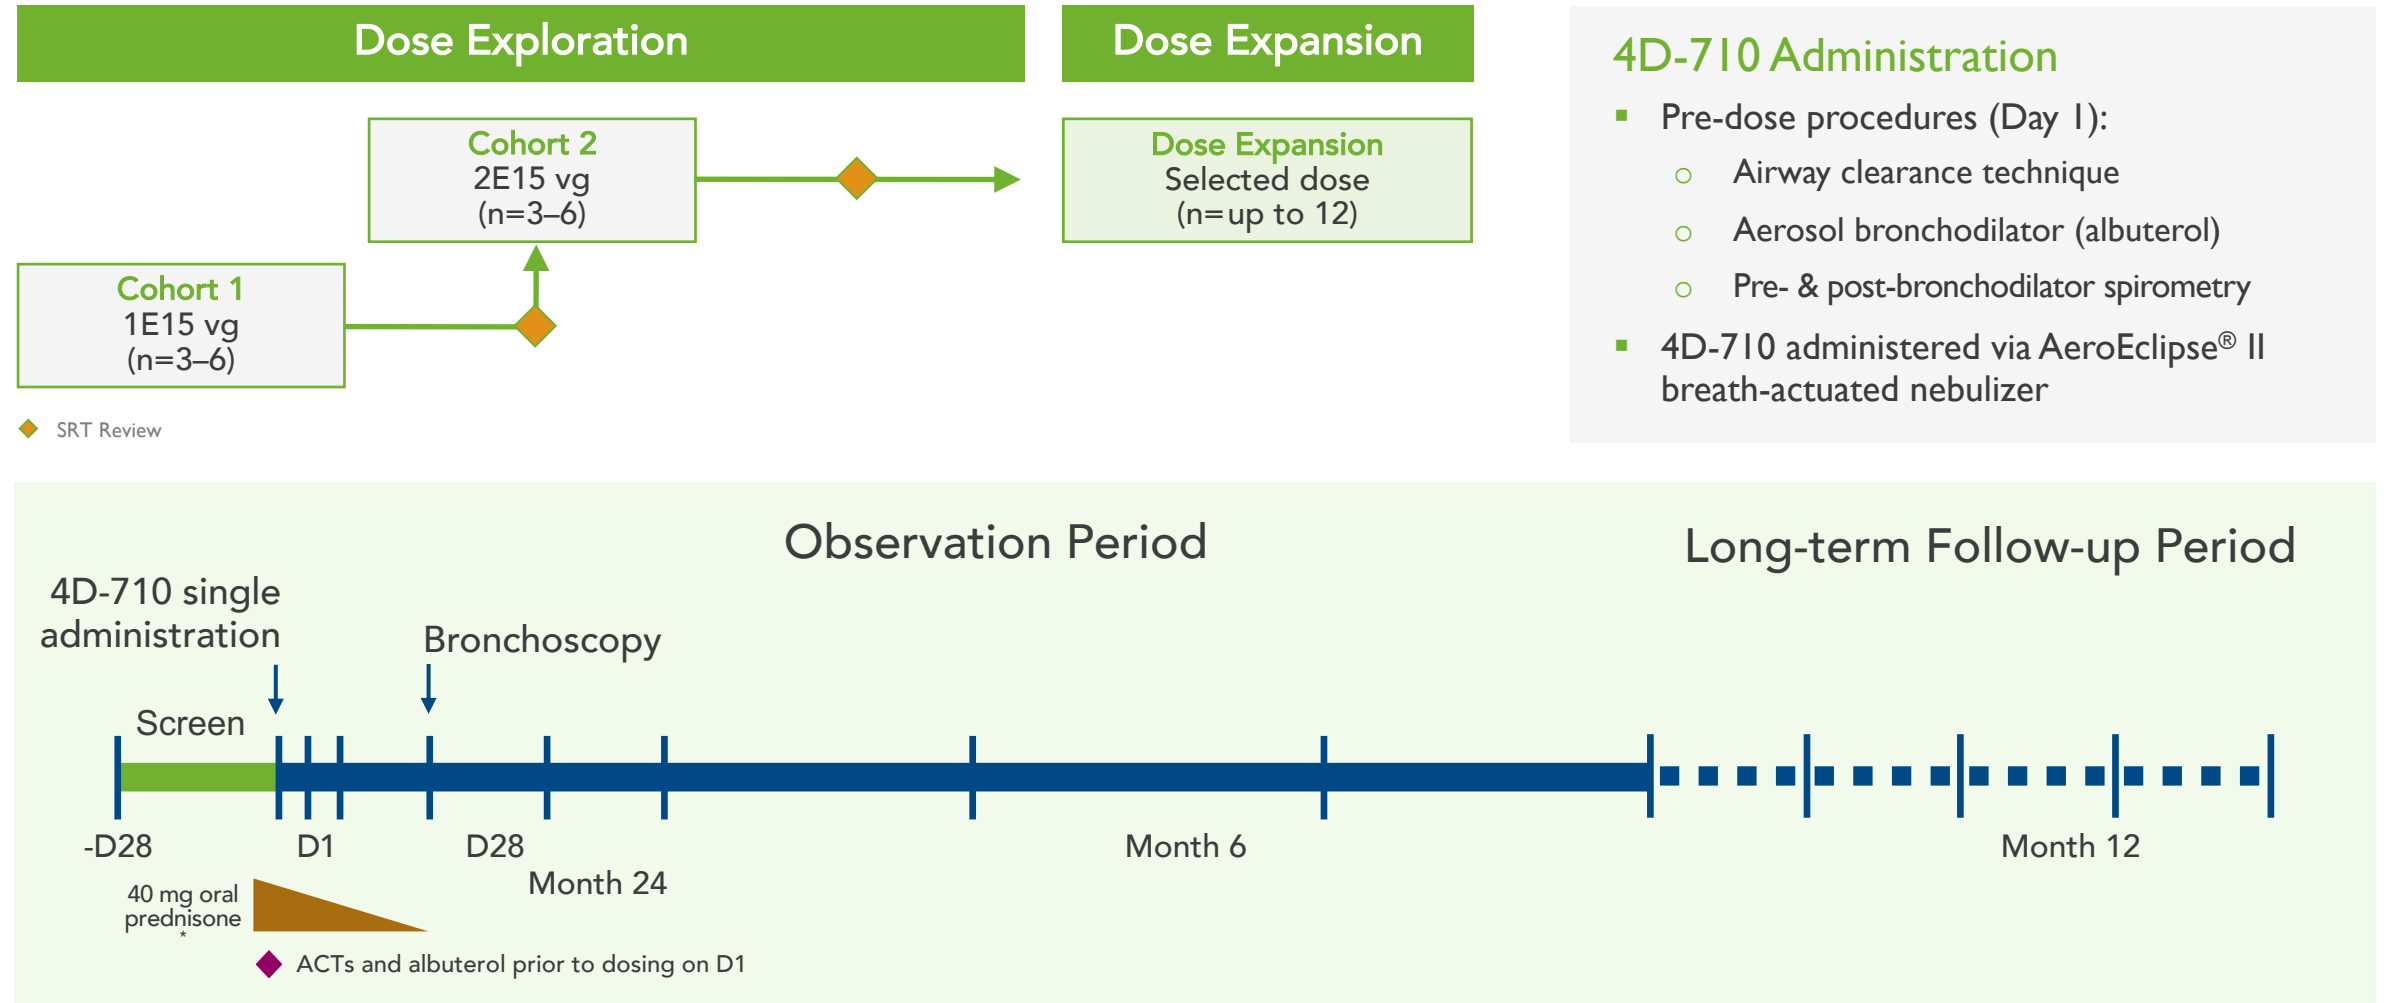 Dose Exploration
Dose Expansion
Cohort 2
2E15 vg
(n=3–6)
Dose Expansion
Selected dose
(n=up to 12)
Cohort 1
1E15 vg
(n=3–6)
SRT Review
4D-710 Administration
▪ Pre-dose procedures (Day 1):
o Airway clearance technique
o Aerosol bronchodilator (albuterol)
o Pre- & post-bronchodilator spirometry
▪ 4D-710 administered via AeroEclipse® II
breath-actuated nebulizer
Observation Period
Long-term Follow-up Period
4D-710 single
administration
Bronchoscopy
Screen
-D28
D1
D28
Month 24
Month 6
Month 12
40 mg oral
prednisone
*
ACTs and albuterol prior to dosing on D1